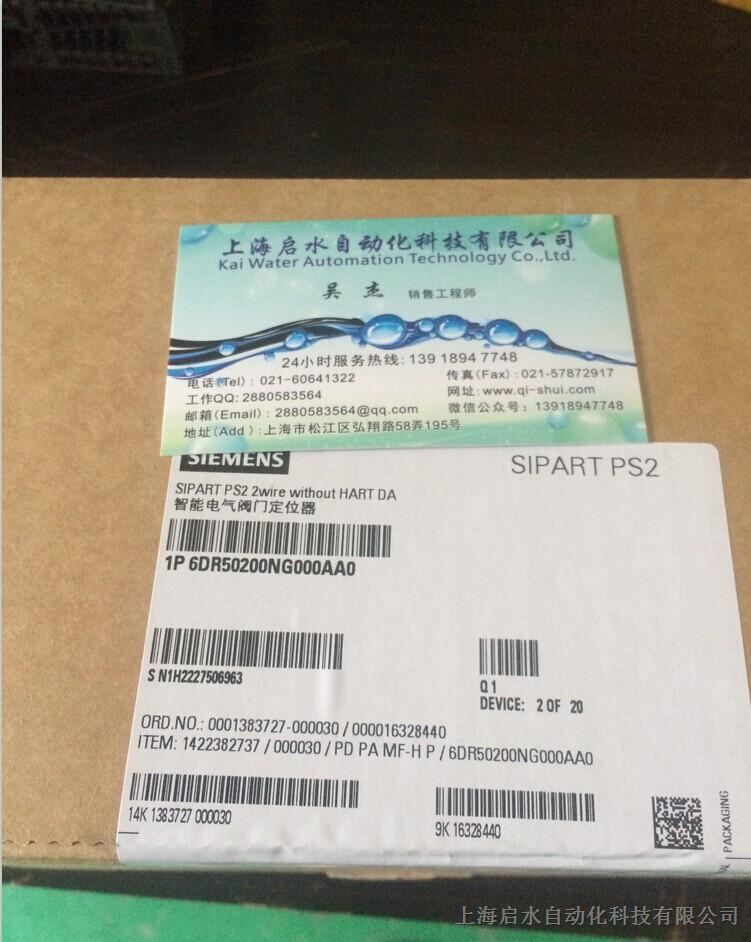 上海启水自动化科技有限公司
Kai Water Automation Technology Co.,Ltd.
吴 杰 销售工程师
24小时服务热线: 139 1894 7748
电话(Tel) : 021-60641322
传真(Fax) : 021-57872917
工作QQ: 2880583564
网址: www.qi-shui.com
邮箱(Email) : 2880583564@qq.com
微信公众号: 13918947748
地址(Add ) : 上海市松江区弘翔路58弄195号
SIEMENS
SIPART PS2
SIPART PS2 2wire without HART DA
智能电气阀门定位器
1P 6DR50200NG000AA0
S N1H2227506963
Q 1
DEVICE: 2 OF 20
ORD.NO.: 0001383727-000030 / 000016328440
ITEM: 1422382737 / 000030 / PD PA MF-H P / 6DR50200NG000AA0
14K 1383727 000030
9K 16328440
PACKAGING
上海启水自动化科技有限公司